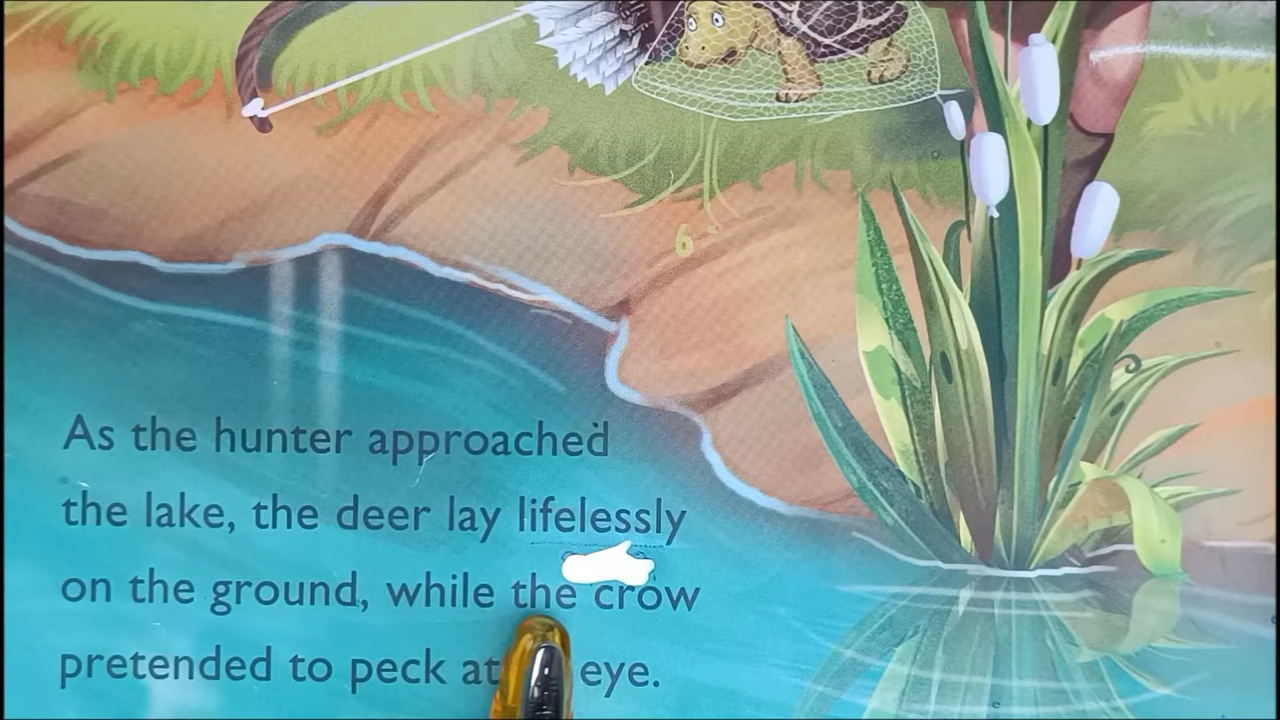 As the hunter approached
the lake, the deer lay lifelessly
on the ground, while the crow
pretended to peck at eye.